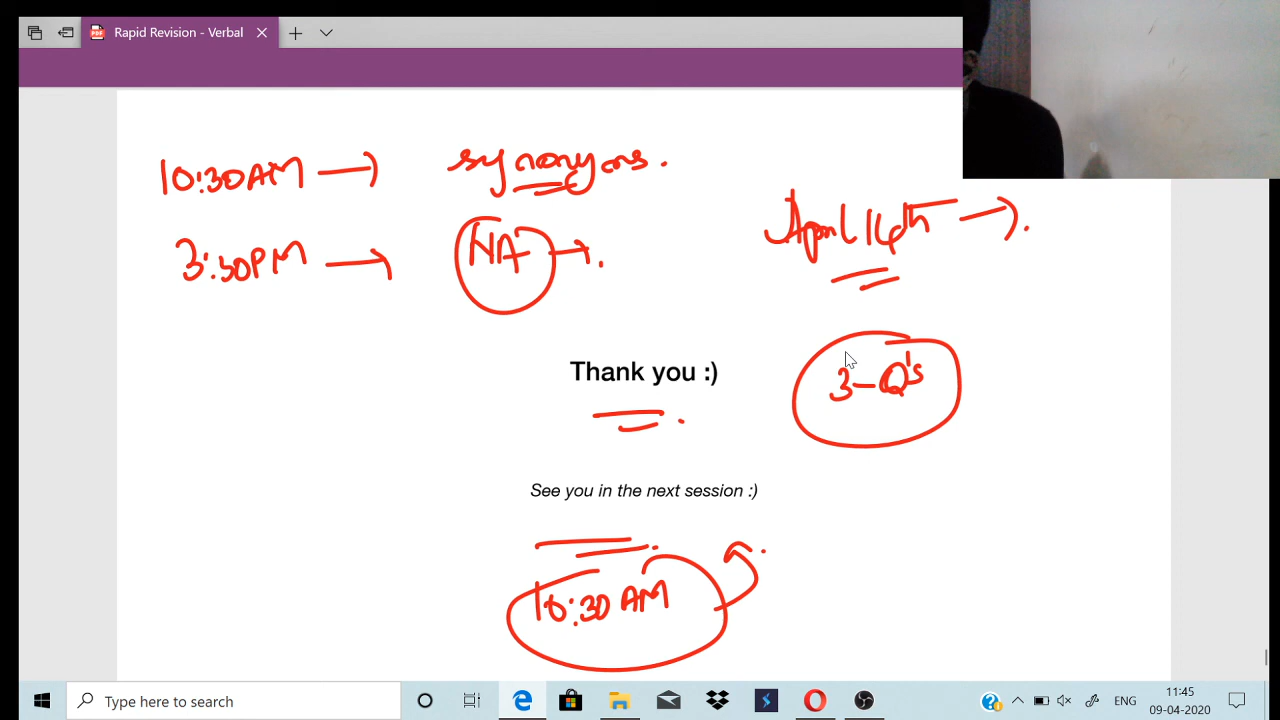 Rapid Revision - Verbal
10:30AM → synonyms.
3:30PM → NA → .
April 14th → .
Thank you :)
3-Q's
See you in the next session :)
10:30 AM
Type here to search
ENG
11:45
09-04-2020